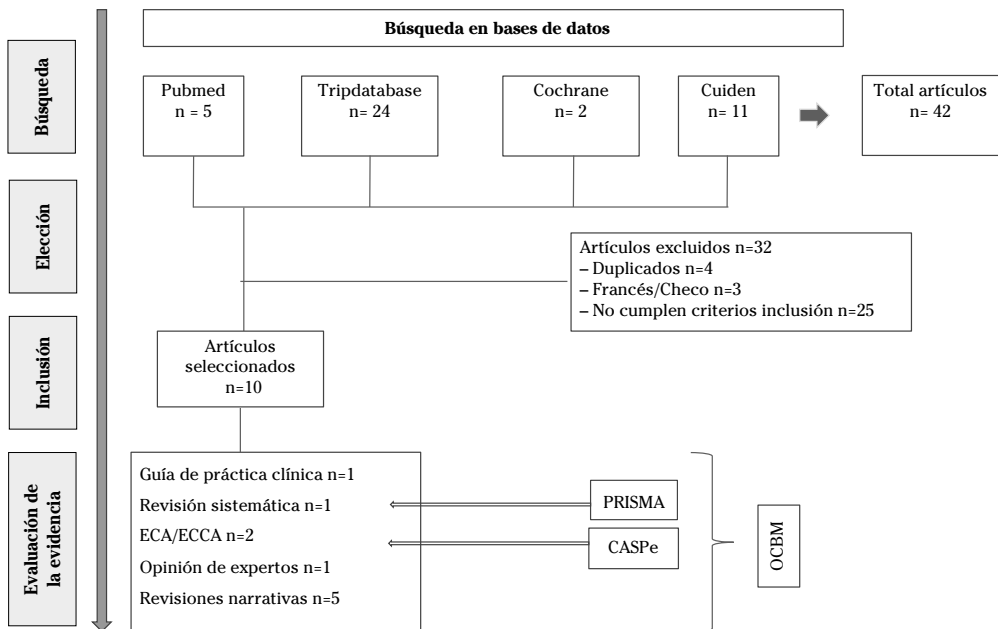 Búsqueda en bases de datos
Búsqueda
Pubmed
n = 5
Tripdatabase
n= 24
Cochrane
n= 2
Cuiden
n= 11
Total artículos
n= 42
Elección
Artículos excluidos n=32
– Duplicados n=4
– Francés/Checo n=3
– No cumplen criterios inclusión n=25
Inclusión
Artículos
seleccionados
n=10
Evaluación de
la evidencia
Guía de práctica clínica n=1
Revisión sistemática n=1
ECA/ECCA n=2
Opinión de expertos n=1
Revisiones narrativas n=5
PRISMA
CASPe
OCBM